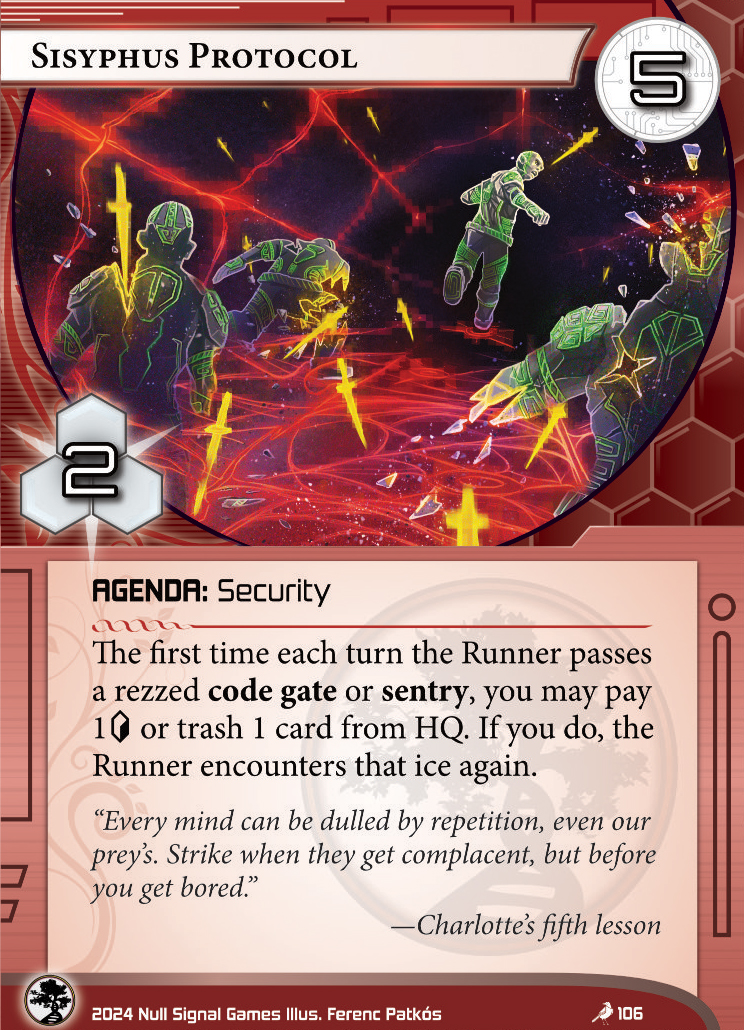 Sisyphus Protocol
5
2
AGENDA: Security
The first time each turn the Runner passes
a rezzed code gate or sentry, you may pay
1 or trash 1 card from HQ. If you do, the
Runner encounters that ice again.
“Every mind can be dulled by repetition, even our
prey’s. Strike when they get complacent, but before
you get bored.”
—Charlotte’s fifth lesson
2024 Null Signal Games Illus. Ferenc Patkós
106